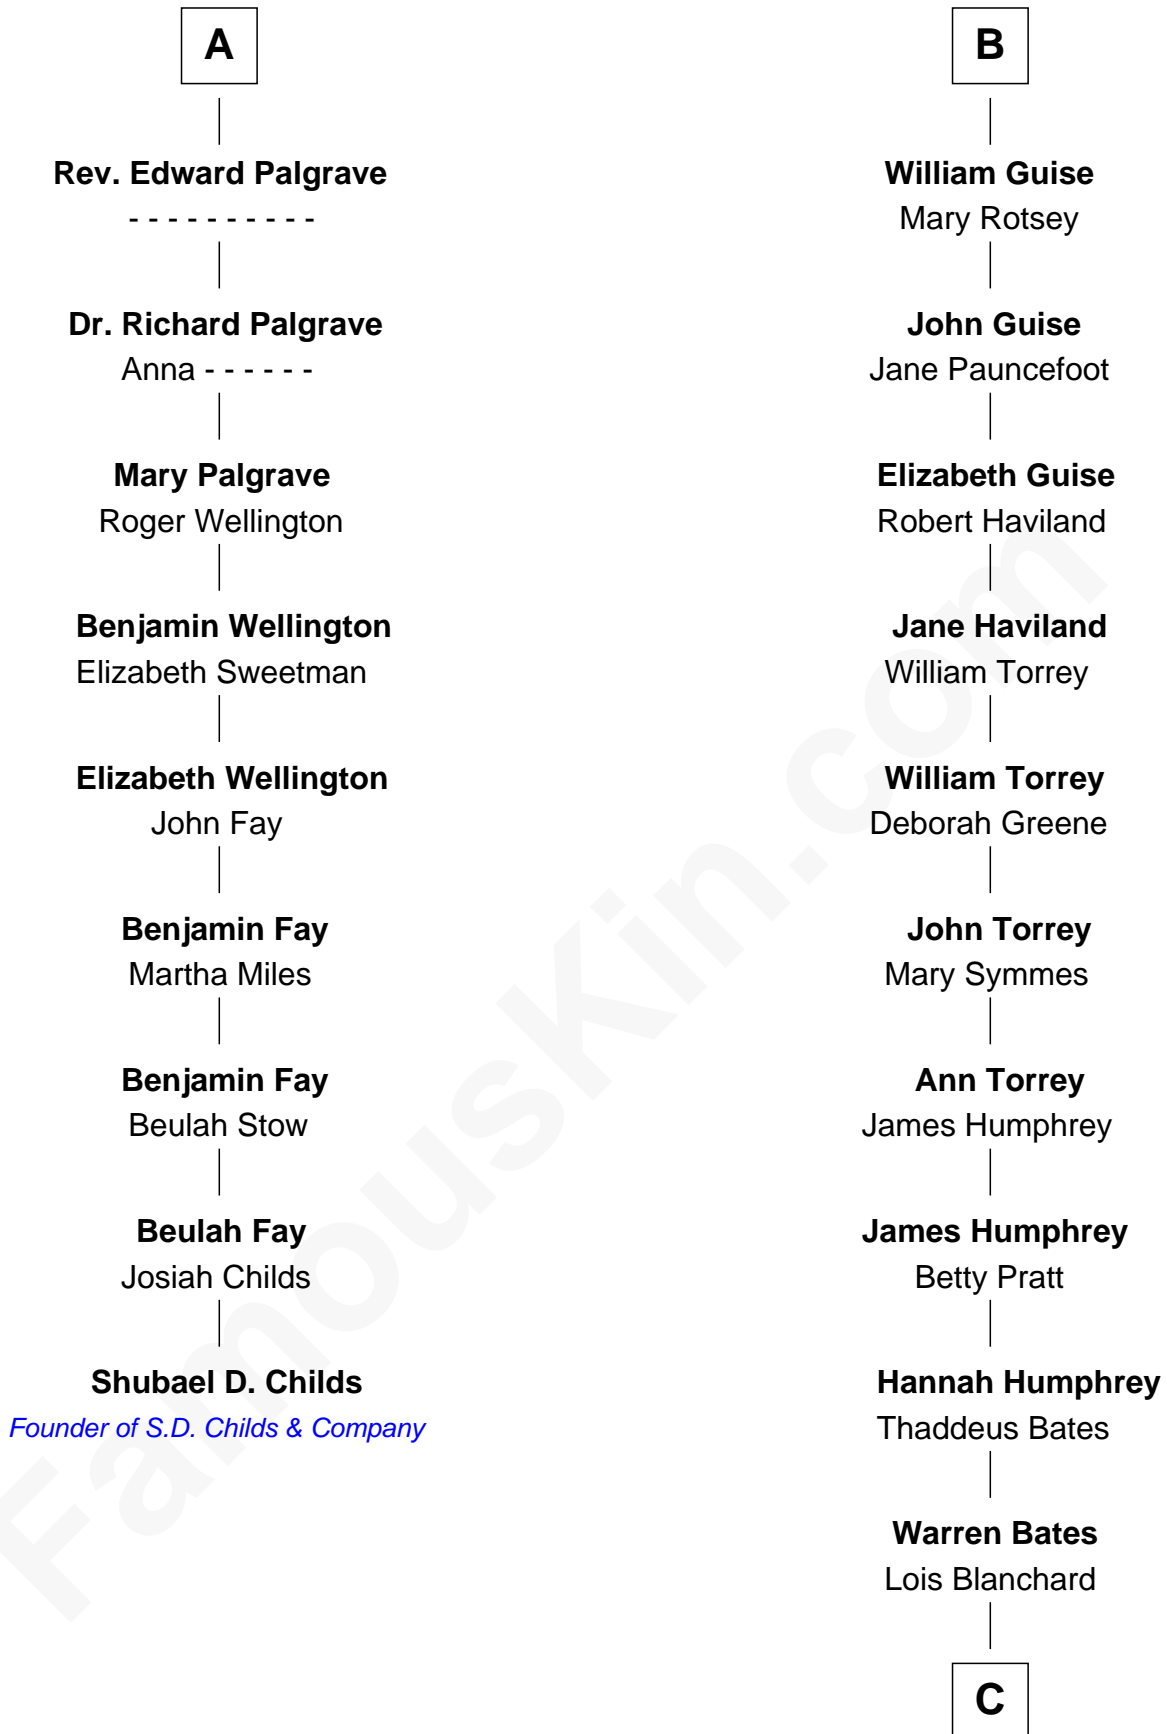 A
Rev. Edward Palgrave
- - - - - - - - - -
Dr. Richard Palgrave
Anna - - - - - -
Mary Palgrave
Roger Wellington
Benjamin Wellington
Elizabeth Sweetman
Elizabeth Wellington
John Fay
Benjamin Fay
Martha Miles
Benjamin Fay
Beulah Stow
Beulah Fay
Josiah Childs
Shubael D. Childs
Founder of S.D. Childs & Company
B
William Guise
Mary Rotsey
John Guise
Jane Pauncefoot
Elizabeth Guise
Robert Haviland
Jane Haviland
William Torrey
William Torrey
Deborah Greene
John Torrey
Mary Symmes
Ann Torrey
James Humphrey
James Humphrey
Betty Pratt
Hannah Humphrey
Thaddeus Bates
Warren Bates
Lois Blanchard
C
FamousKin.com